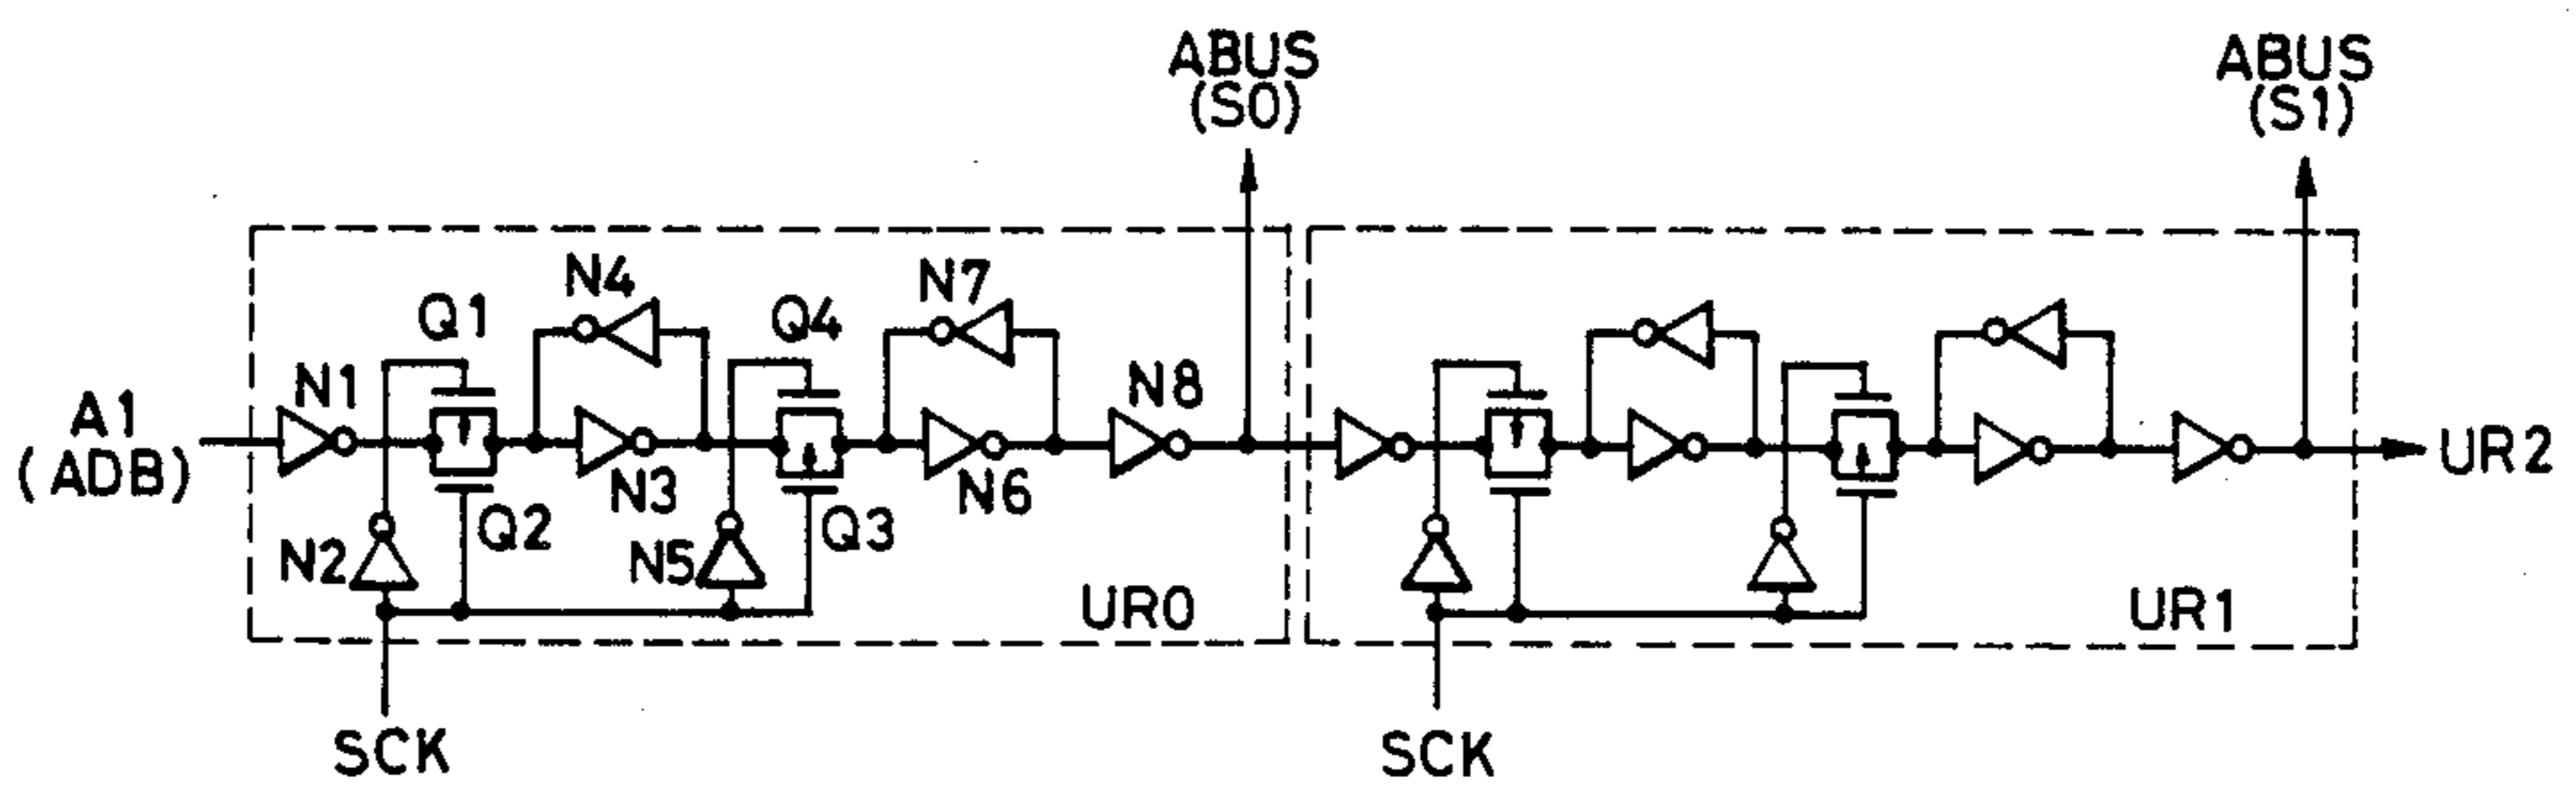 ABUS
(S0)
ABUS
(S1)
N4
N7
Q1
Q4
N1
N8
A1
(ADB)
N3
N6
UR2
Q2
Q3
N2
N5
UR0
UR1
SCK
SCK